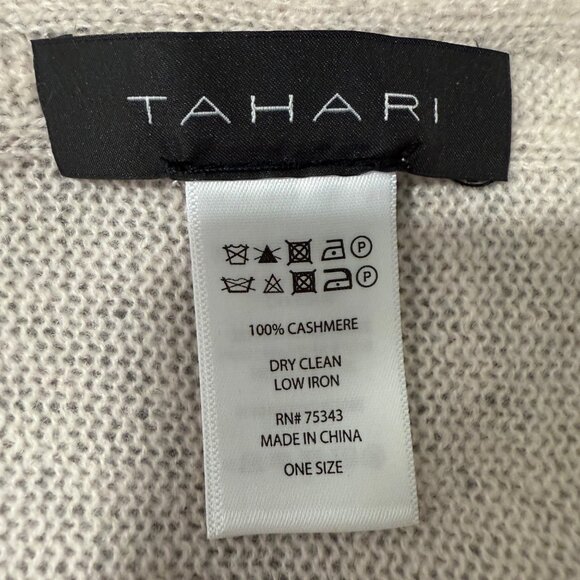 TAHARI
P
P
100% CASHMERE
DRY CLEAN
LOW IRON
RN# 75343
MADE IN CHINA
ONE SIZE